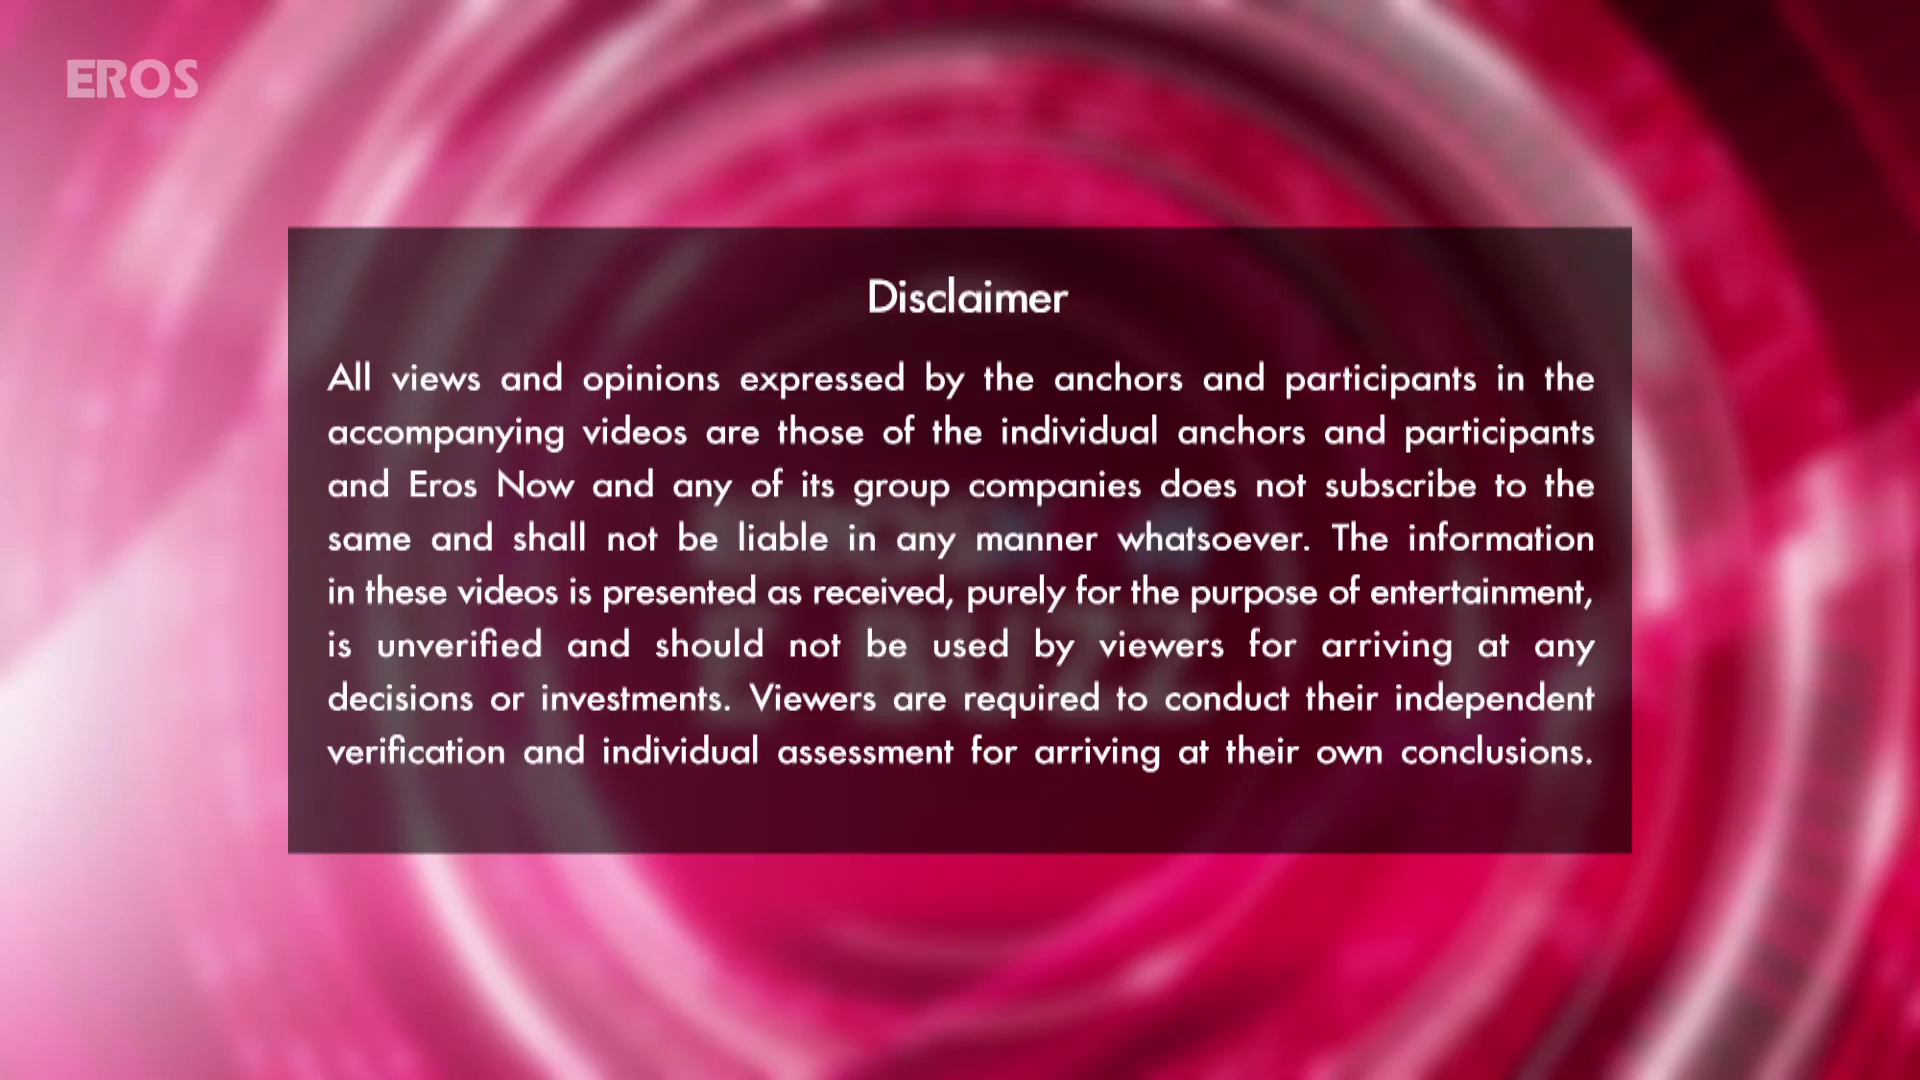 EROS
Disclaimer
All views and opinions expressed by the anchors and participants in the
accompanying videos are those of the individual anchors and participants
and Eros Now and any of its group companies does not subscribe to the
same and shall not be liable in any manner whatsoever. The information
in these videos is presented as received, purely for the purpose of entertainment,
is unverified and should not be used by viewers for arriving at any
decisions or investments. Viewers are required to conduct their independent
verification and individual assessment for arriving at their own conclusions.